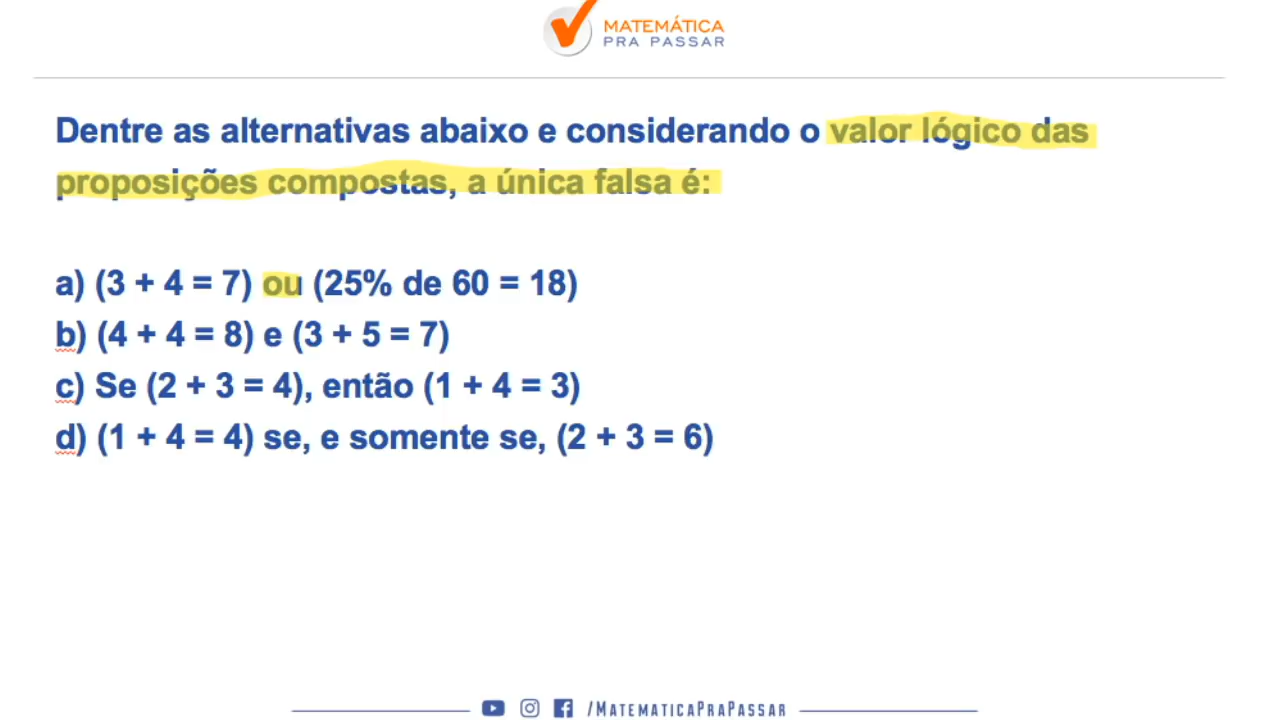 MATEMÁTICA
PRA PASSAR
Dentre as alternativas abaixo e considerando o valor lógico das
proposições compostas, a única falsa é:
a) (3 + 4 = 7) ou (25% de 60 = 18)
b) (4 + 4 = 8) e (3 + 5 = 7)
c) Se (2 + 3 = 4), então (1 + 4 = 3)
d) (1 + 4 = 4) se, e somente se, (2 + 3 = 6)
/MATEMATICAPRAPASSAR